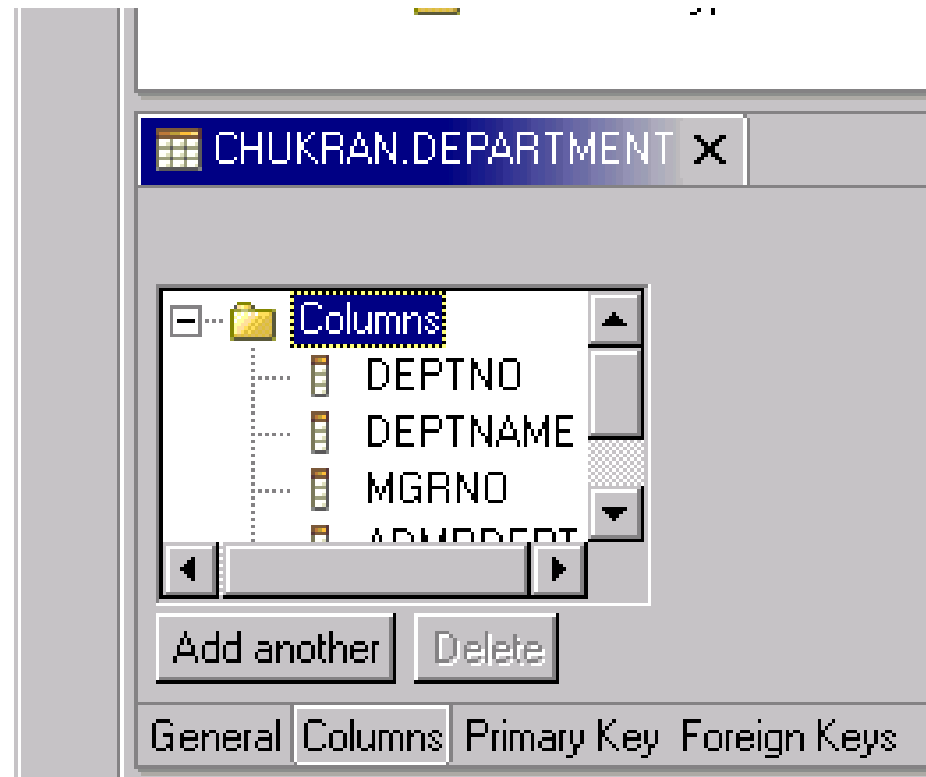 CHUKRAN.DEPARTMENT
Columns
DEPTNO
DEPTNAME
MGRNO
Add another Delete
General Columns Primary Key Foreign Keys